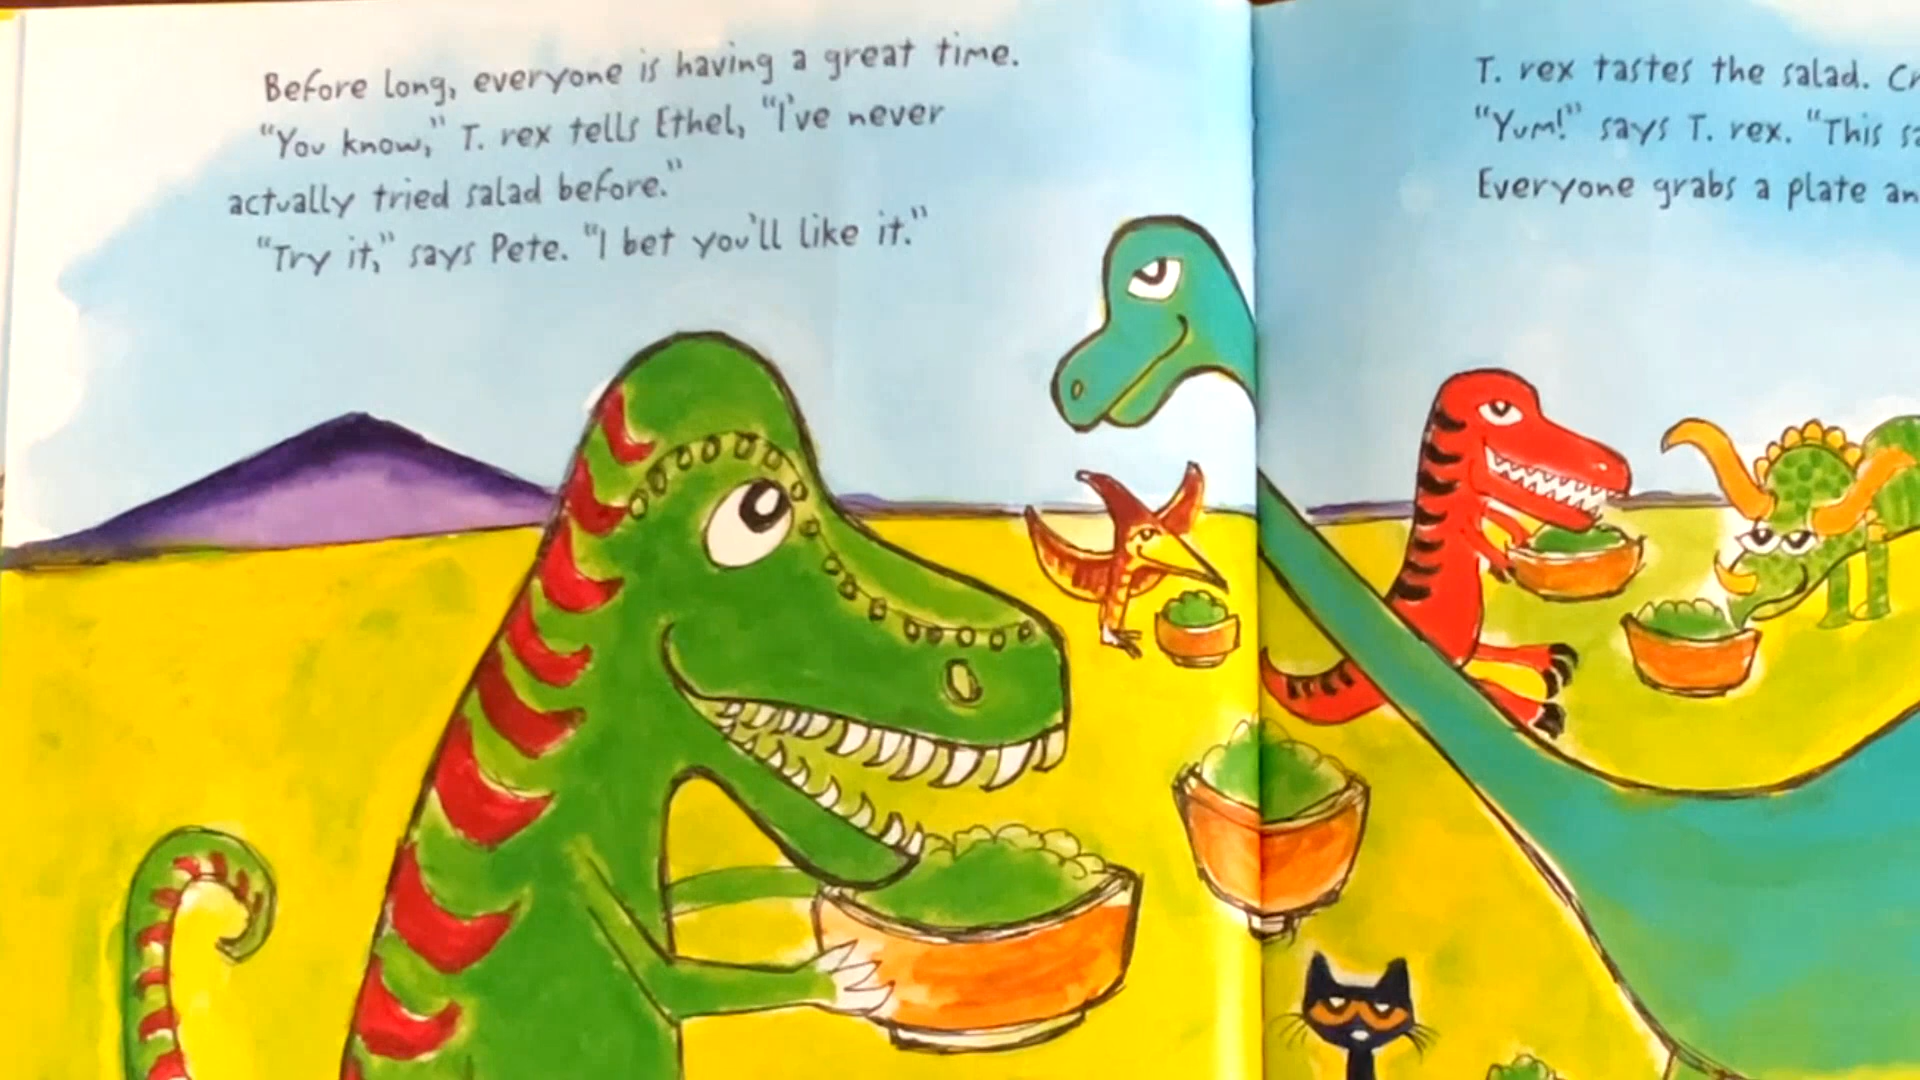 Before long, everyone is having a great time.
"You know," T. rex tells Ethel, "I've never
actually tried salad before."
"Try it," says Pete. "I bet you'll like it."
T. rex tastes the salad.
"Yum!" says T. rex. "This
Everyone grabs a plate